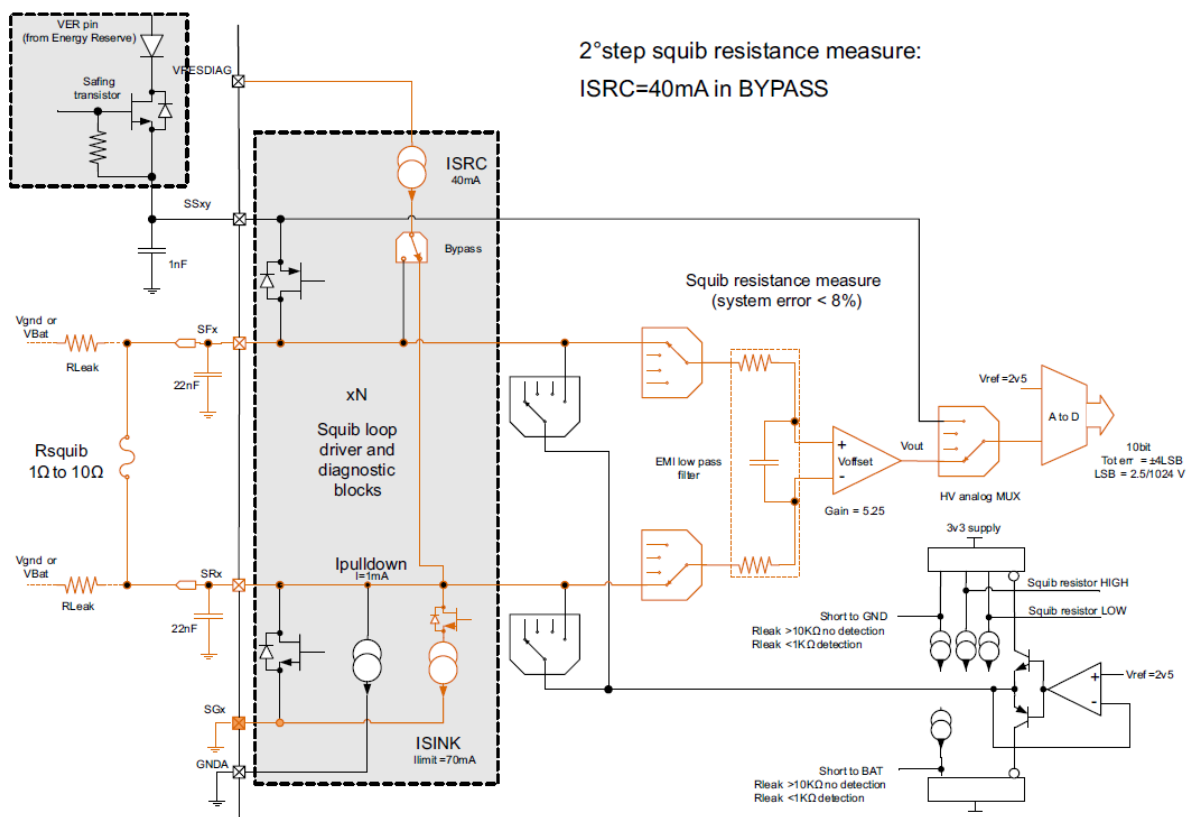 VER pin
(from Energy Reserve)
Safing
transistor
VRESDIAG
2°step squib resistance measure:
ISRC=40mA in BYPASS
ISRC
40mA
SSxy
Bypass
1nF
Squib resistance measure
(system error < 8%)
Vgnd or
VBat
SFx
RLeak
22nF
xN
Squib loop
driver and
diagnostic
blocks
Rsquib
1Ω to 10Ω
Vref=2v5
A to D
10bit
Tot err = ±4LSB
LSB = 2.5/1024 V
EMI low pass
filter
+
Voffset
-
Vout
Gain = 5.25
HV analog MUX
3v3 supply
Ipulldown
I=1mA
Vgnd or
VBat
SRx
RLeak
22nF
Squib resistor HIGH
Squib resistor LOW
Short to GND
Rleak >10KΩ no detection
Rleak <1KΩ detection
+
-
Vref=2v5
SGx
ISINK
Ilimit =70mA
GNDA
Short to BAT
Rleak >10KΩ no detection
Rleak <1KΩ detection